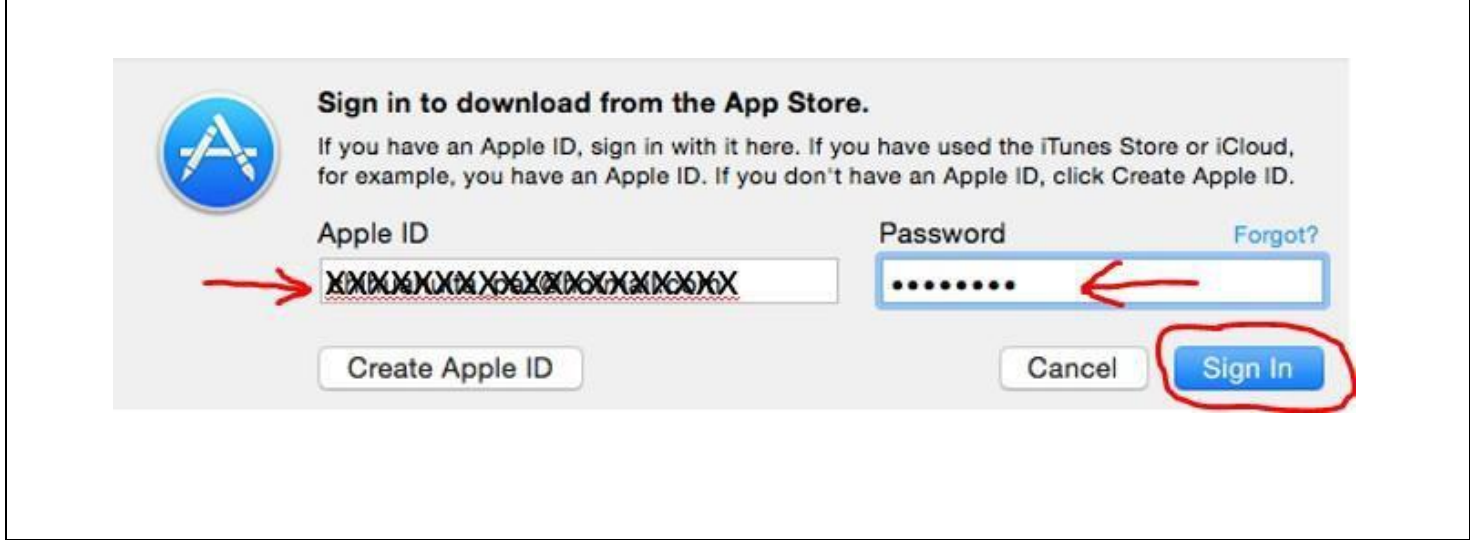 Sign in to download from the App Store.
If you have an Apple ID, sign in with it here. If you have used the iTunes Store or iCloud,
for example, you have an Apple ID. If you don't have an Apple ID, click Create Apple ID.
Apple ID
Password
Forgot?
••••••••
Create Apple ID
Cancel
Sign In